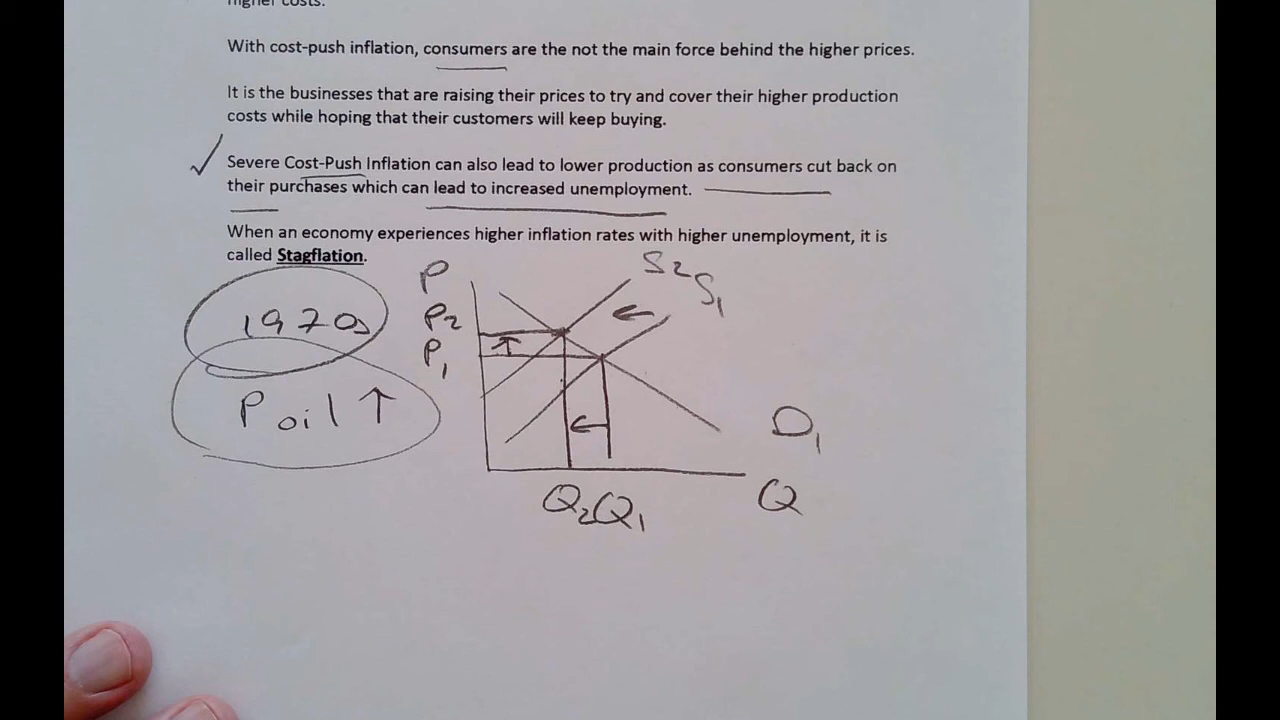 higher costs.
With cost-push inflation, consumers are the not the main force behind the higher prices.
It is the businesses that are raising their prices to try and cover their higher production
costs while hoping that their customers will keep buying.
Severe Cost-Push Inflation can also lead to lower production as consumers cut back on
their purchases which can lead to increased unemployment.
When an economy experiences higher inflation rates with higher unemployment, it is
called Stagflation.
P
S2 S1
1970s
P2
P1
P oil ↑
D1
Q2 Q1
Q